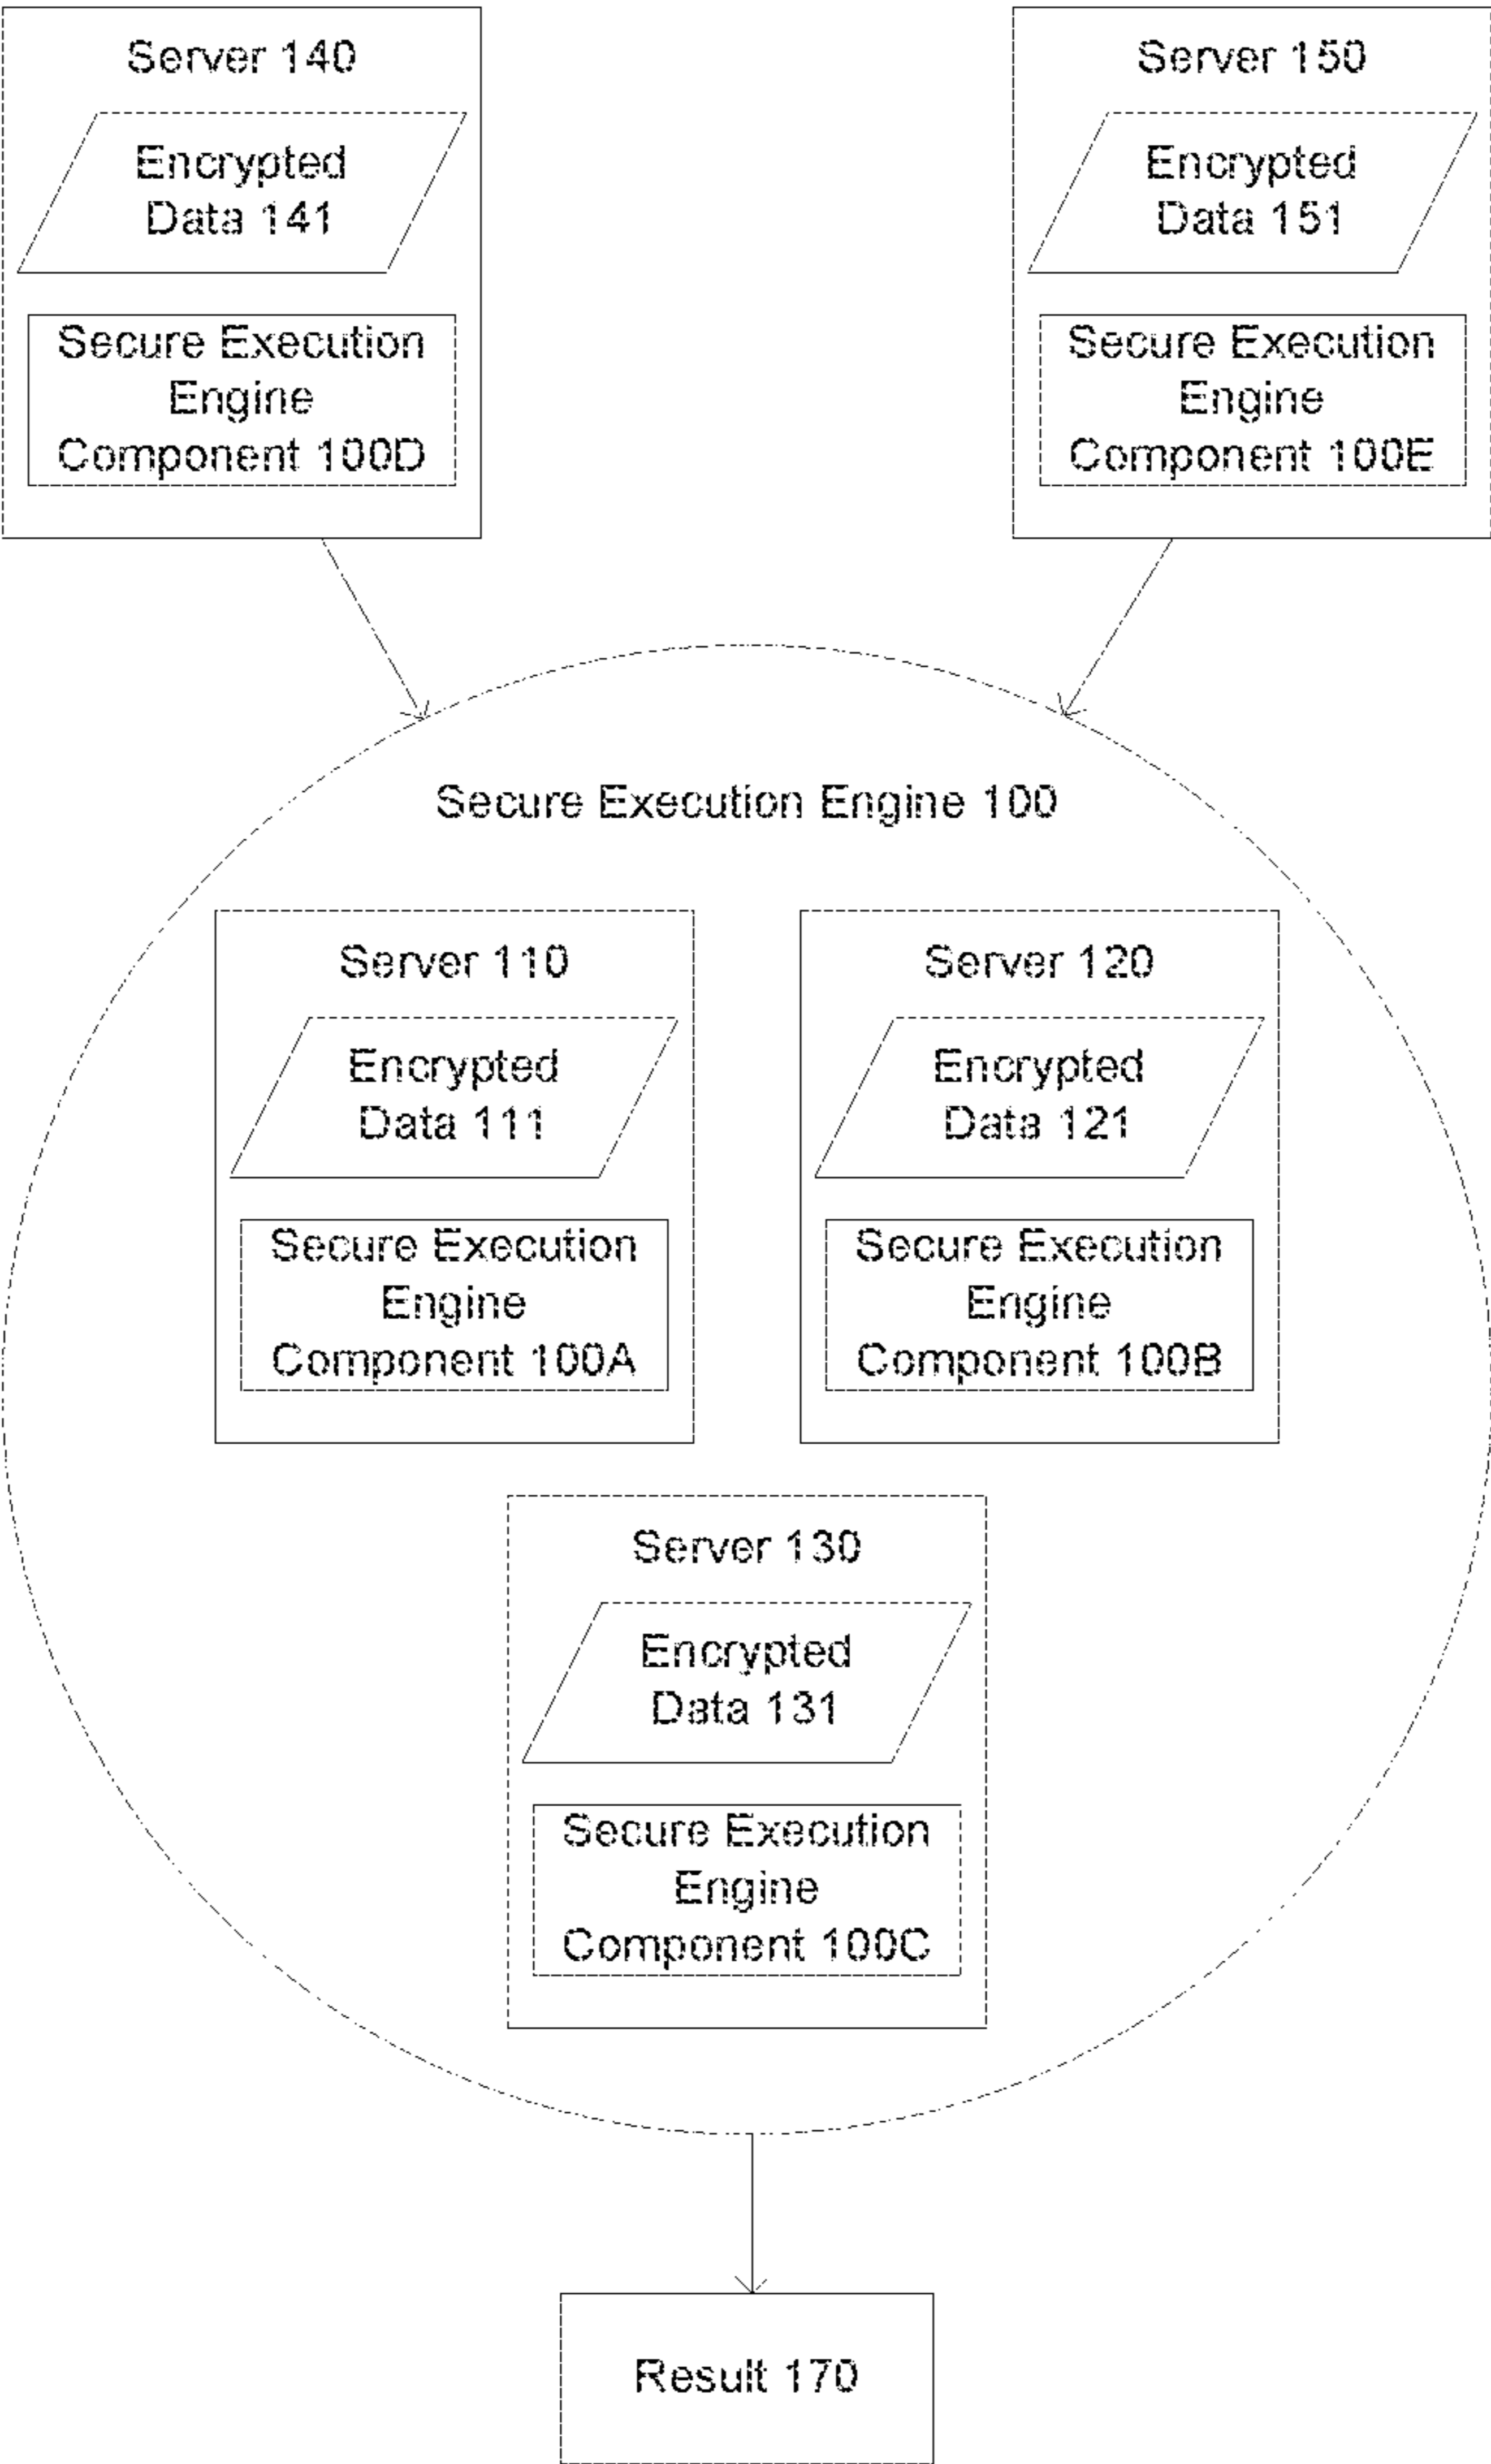 Server 140
Encrypted
Data 141
Secure Execution
Engine
Component 100D
Server 150
Encrypted
Data 151
Secure Execution
Engine
Component 100E
Secure Execution Engine 100
Server 110
Encrypted
Data 111
Secure Execution
Engine
Component 100A
Server 120
Encrypted
Data 121
Secure Execution
Engine
Component 100B
Server 130
Encrypted
Data 131
Secure Execution
Engine
Component 100C
Result 170